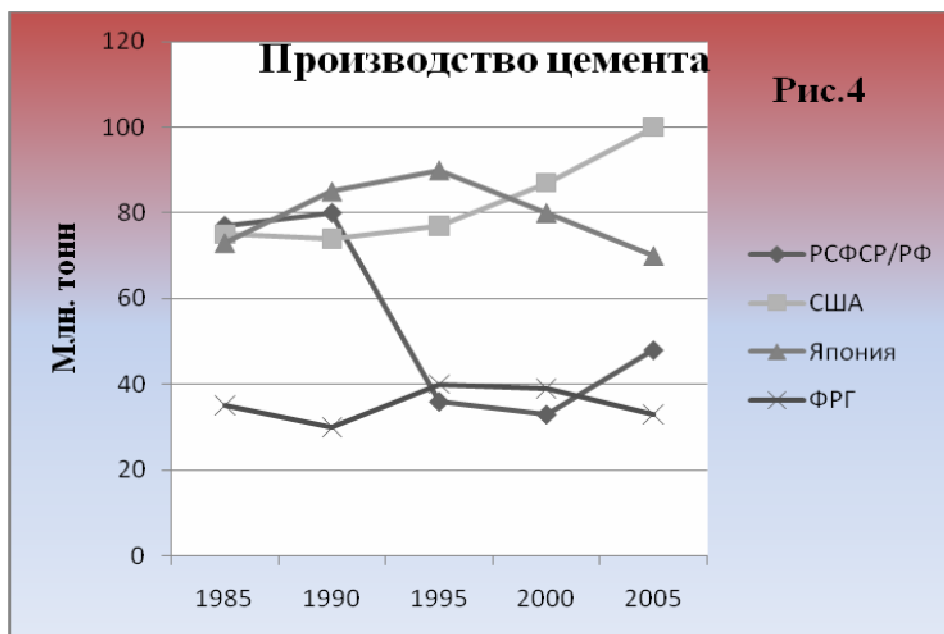 Производство цемента
Рис.4
Млн. тонн
120
100
80
60
40
20
0
1985 1990 1995 2000 2005
РСФСР/РФ
США
Япония
ФРГ